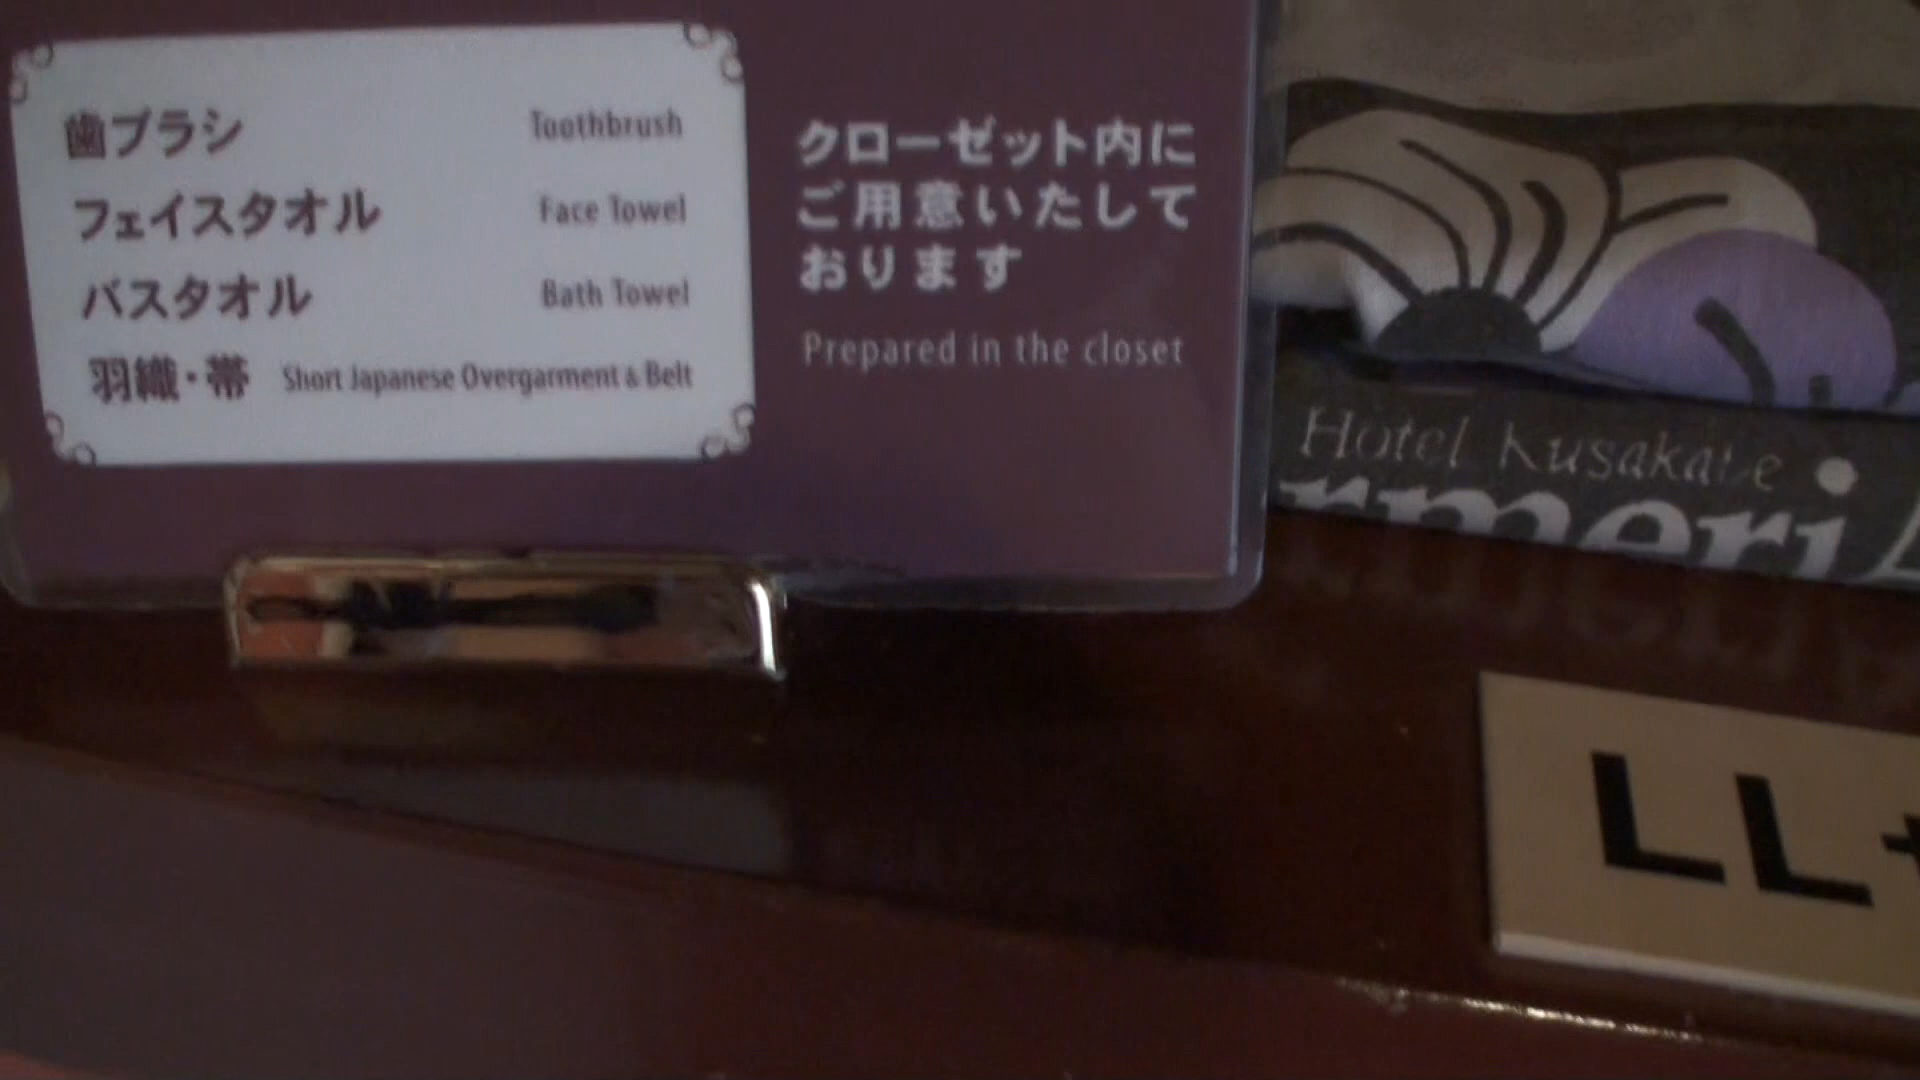 歯ブラシ Toothbrush
フェイスタオル Face Towel
バスタオル Bath Towel
羽織・帯 Short Japanese Overgarment & Belt
クローゼット内に
ご用意いたして
おります
Prepared in the closet
Hotel Kusakabe
rmeri
LL